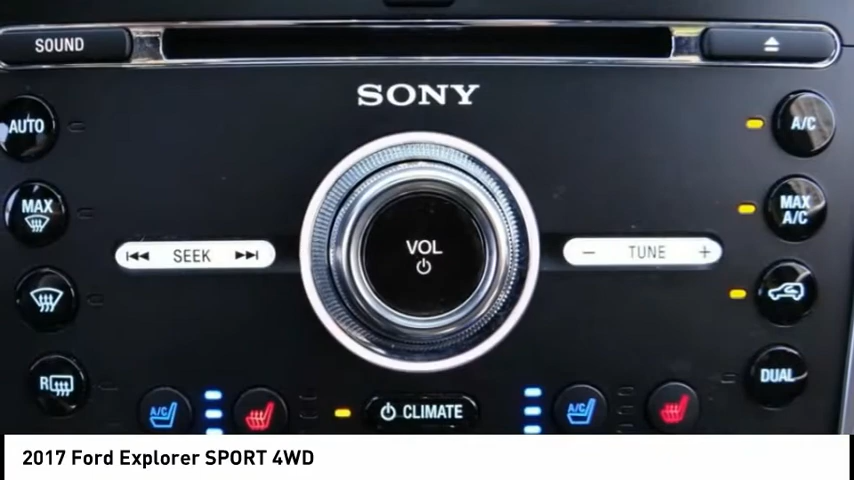 SOUND
SONY
AUTO
A/C
MAX
MAX
A/C
VOL
SEEK
− TUNE +
R
DUAL
A/C
CLIMATE
A/C
2017 Ford Explorer SPORT 4WD